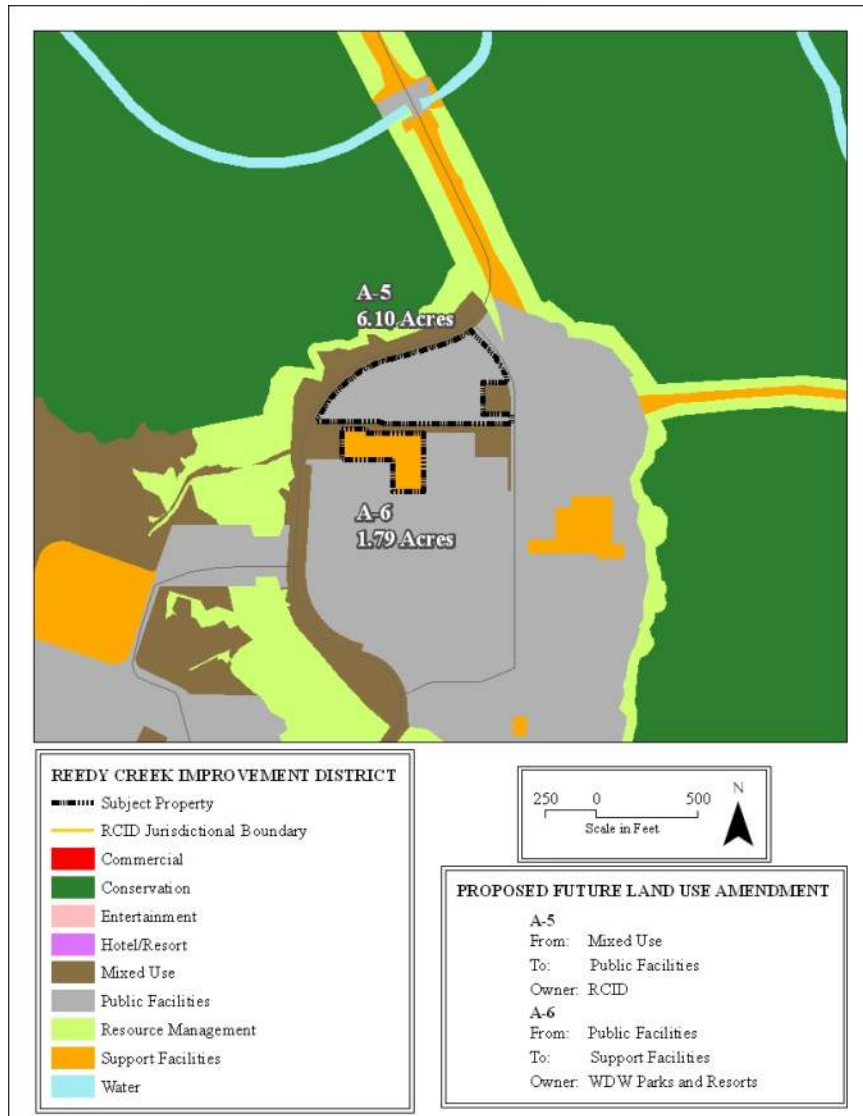 A-5
6.10 Acres
A-6
1.79 Acres
REEDY CREEK IMPROVEMENT DISTRICT
Subject Property
RCID Jurisdictional Boundary
Commercial
Conservation
Entertainment
Hotel/Resort
Mixed Use
Public Facilities
Resource Management
Support Facilities
Water
250 0 500
Scale in Feet
N
PROPOSED FUTURE LAND USE AMENDMENT
A-5
From: Mixed Use
To: Public Facilities
Owner: RCID
A-6
From: Public Facilities
To: Support Facilities
Owner: WDW Parks and Resorts